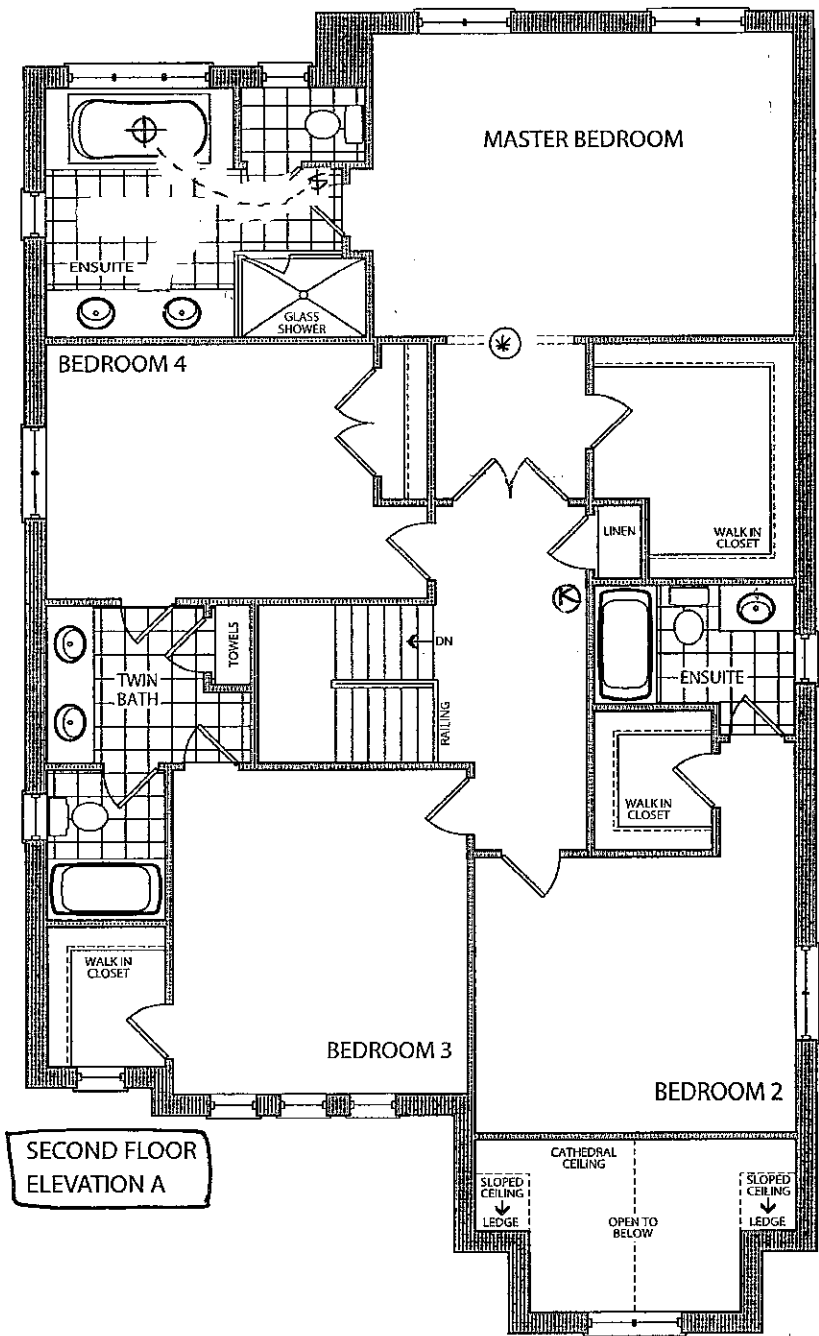 MASTER BEDROOM
$
ENSUITE
GLASS
SHOWER
BEDROOM 4
*
WALK IN
CLOSET
LINEN
K
DN
TOWELS
TWIN
BATH
RAILING
ENSUITE
WALK IN
CLOSET
WALK IN
CLOSET
BEDROOM 3
BEDROOM 2
SECOND FLOOR
ELEVATION A
CATHEDRAL
CEILING
SLOPED
CEILING
LEDGE
OPEN TO
BELOW
SLOPED
CEILING
LEDGE